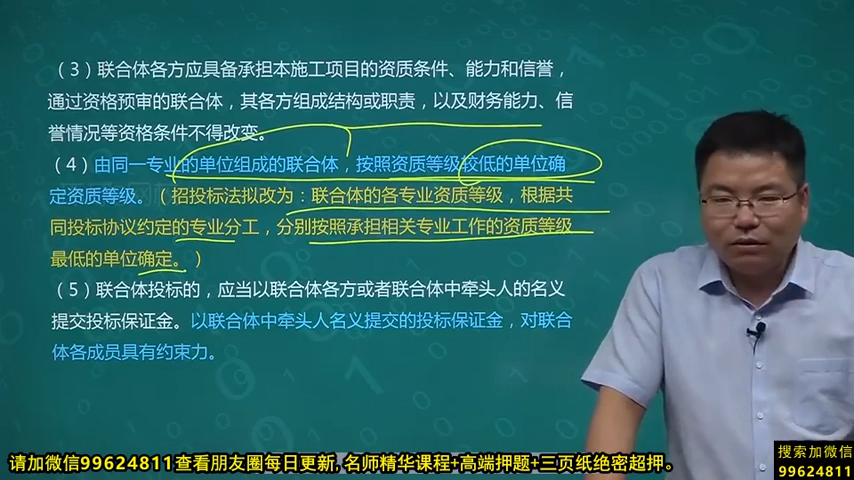 （3）联合体各方应具备承担本施工项目的资质条件、能力和信誉，
通过资格预审的联合体，其各方组成结构或职责，以及财务能力、信
誉情况等资格条件不得改变。
（4）由同一专业的单位组成的联合体，按照资质等级较低的单位确
定资质等级。（招投标法拟改为：联合体的各专业资质等级，根据共
同投标协议约定的专业分工，分别按照承担相关专业工作的资质等级
最低的单位确定。）
（5）联合体投标的，应当以联合体各方或者联合体中牵头人的名义
提交投标保证金。以联合体中牵头人名义提交的投标保证金，对联合
体各成员具有约束力。
请加微信99624811查看朋友圈每日更新,名师精华课程+高端押题+三页纸绝密超押。
搜索加微信
99624811